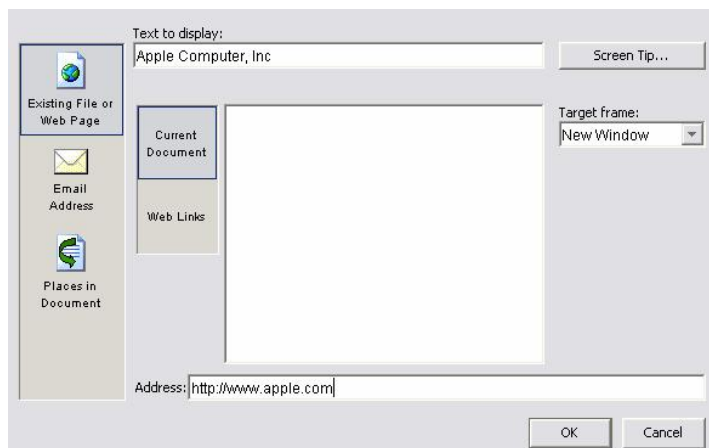 Text to display:
Apple Computer, Inc
Screen Tip...
Existing File or
Web Page
Email
Address
Places in
Document
Current
Document
Web Links
Target frame:
New Window
Address: http://www.apple.com
OK
Cancel